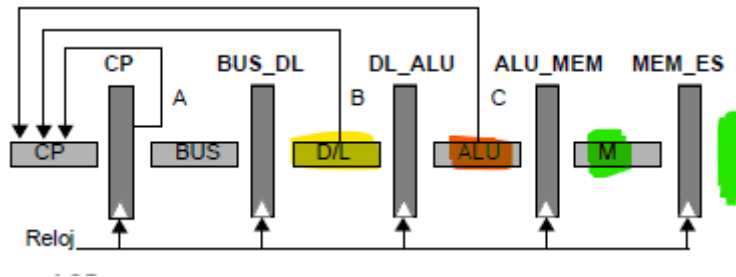 CP BUS_DL DL_ALU ALU_MEM MEM_ES
A B C
CP BUS D/L ALU M
Reloj